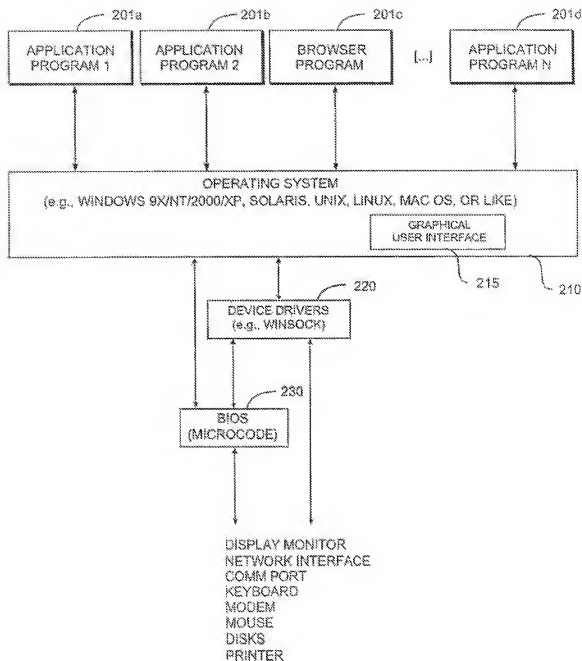 201a
201b
201c
201d
APPLICATION
PROGRAM 1
APPLICATION
PROGRAM 2
BROWSER
PROGRAM
[...]
APPLICATION
PROGRAM N
OPERATING SYSTEM
(e.g., WINDOWS 9X/NT/2000/XP, SOLARIS, UNIX, LINUX, MAC OS, OR LIKE)
GRAPHICAL
USER INTERFACE
215
210
220
DEVICE DRIVERS
(e.g., WINSOCK)
230
BIOS
(MICROCODE)
DISPLAY MONITOR
NETWORK INTERFACE
COMM PORT
KEYBOARD
MODEM
MOUSE
DISKS
PRINTER